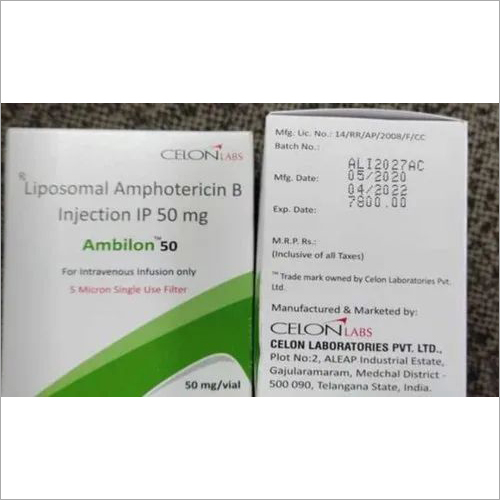 CELON LABS
Rx
Liposomal Amphotericin B
Injection IP 50 mg
Ambilon™ 50
For intravenous infusion only
5 Micron Single Use Filter
50 mg/vial
Mfg. Lic. No.: 14/RR/AP/2008/F/CC
Batch No.:
ALI2027AC
Mfg. Date: 05/2020
04/2022
Exp. Date: 7800.00
M.R.P. Rs.:
(Inclusive of all Taxes)
™ Trade mark owned by Celon Laboratories Pvt.
Ltd.
Manufactured & Marketed by:
CELON LABS
CELON LABORATORIES PVT. LTD.,
Plot No:2, ALEAP Industrial Estate,
Gajularamaram, Medchal District -
500 090, Telangana State, India.